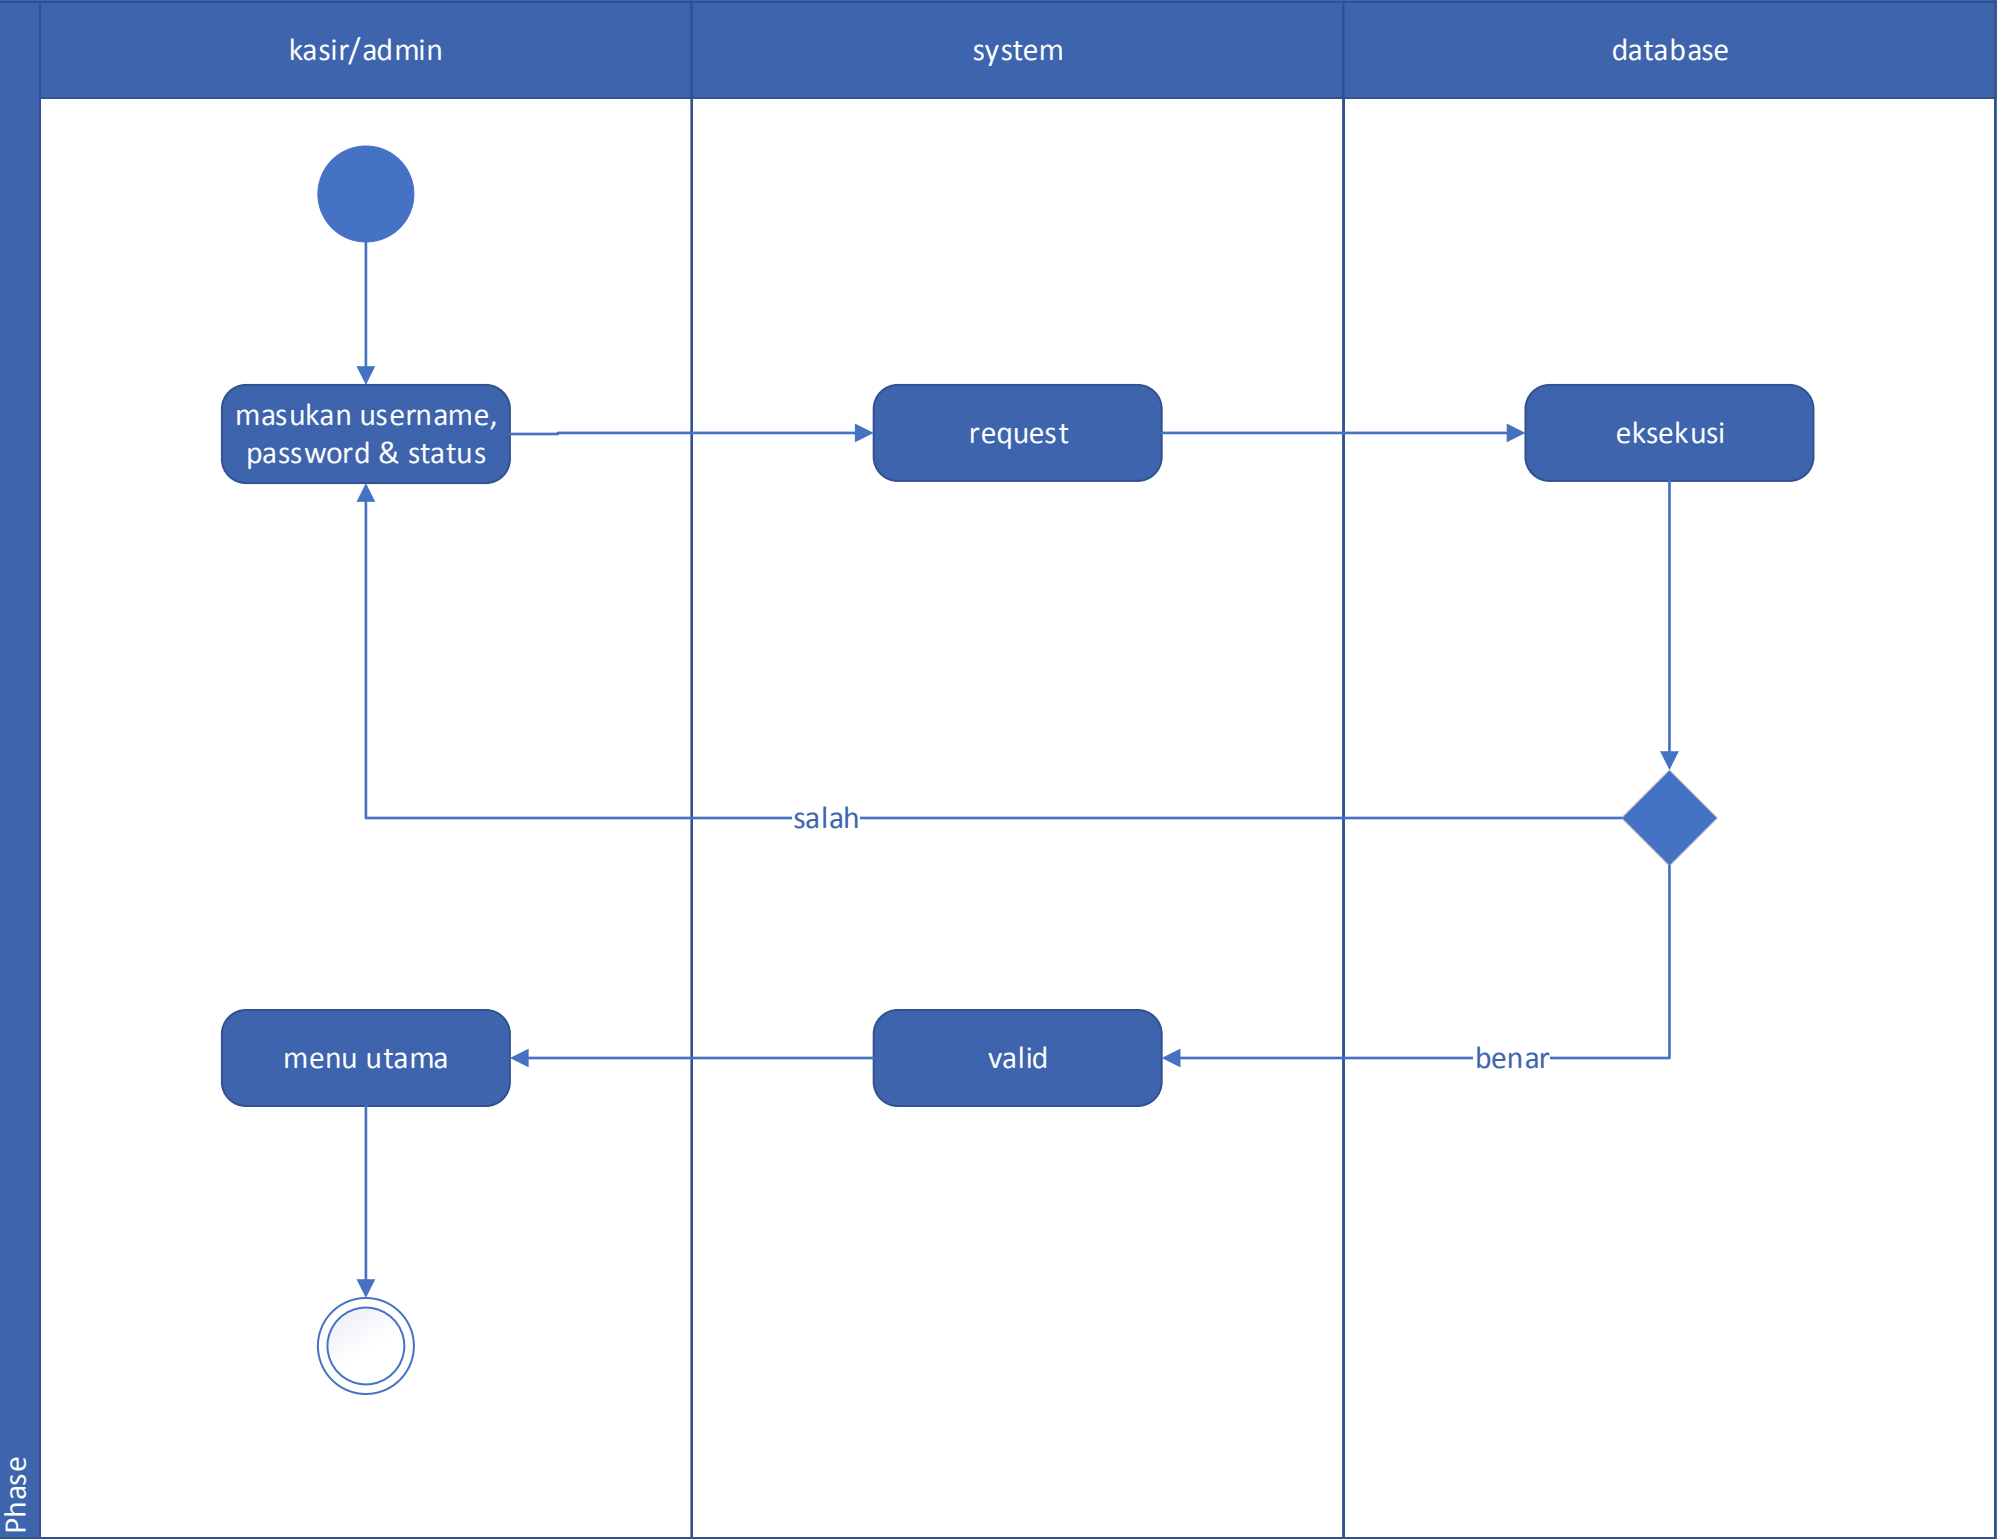 kasir/admin
system
database
masukan username,
password & status
request
eksekusi
salah
menu utama
valid
benar
Phase